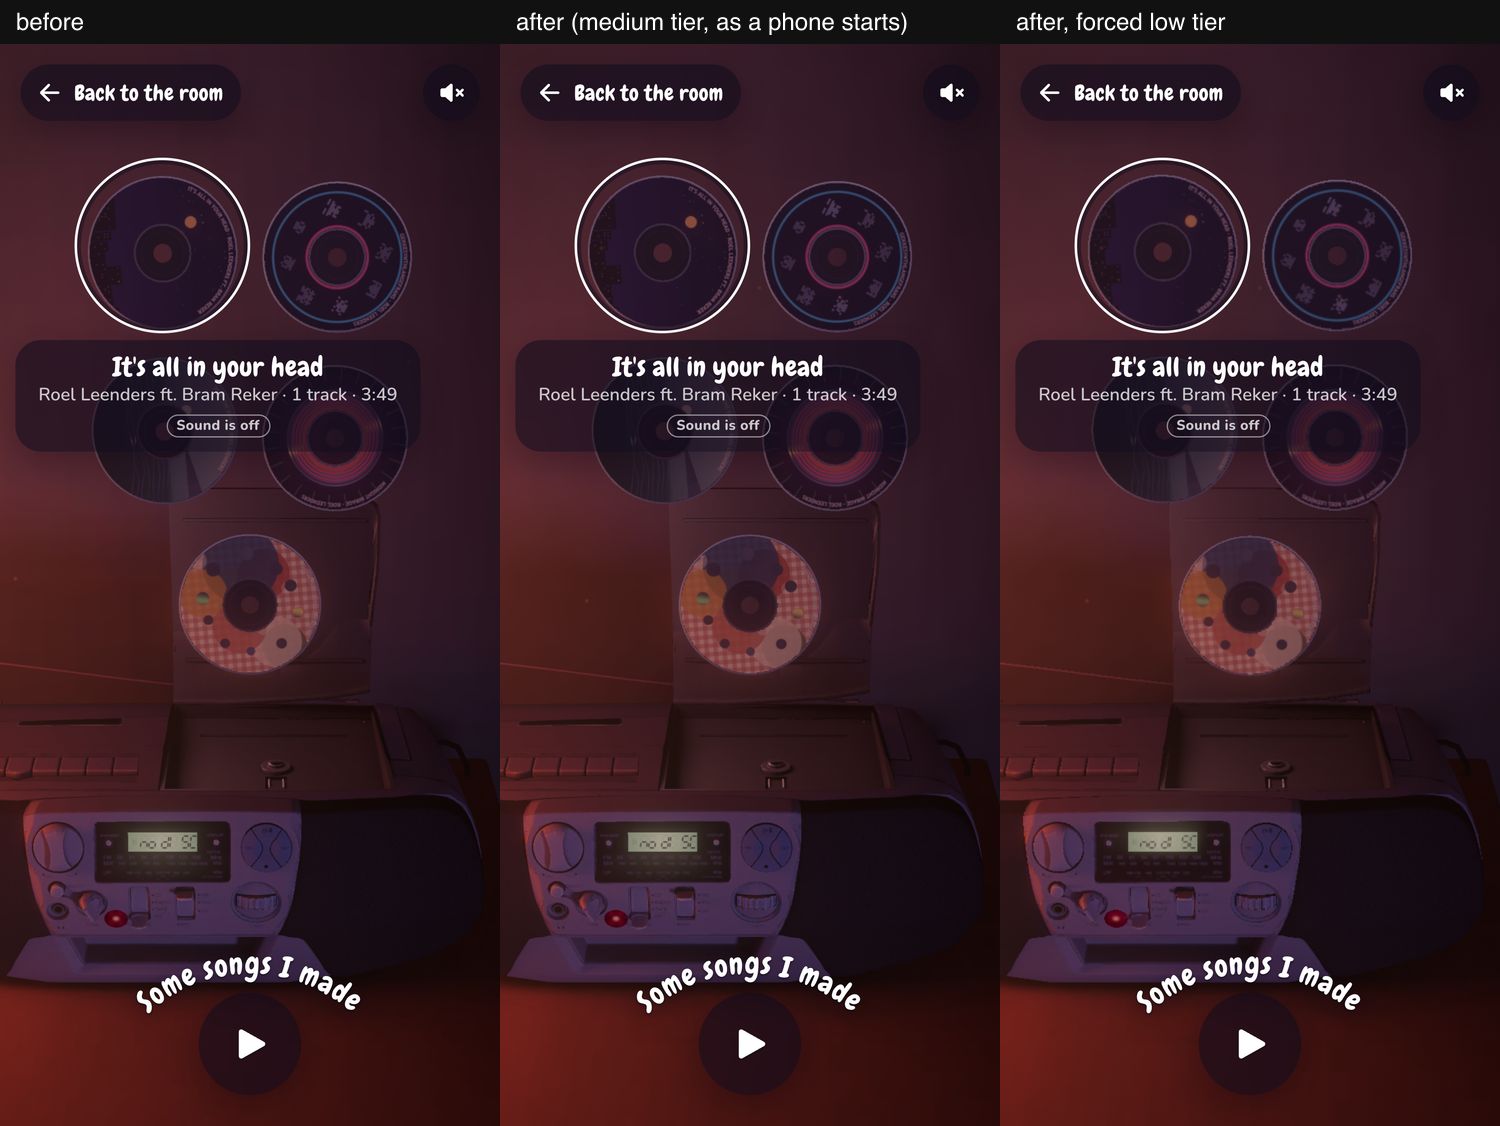 before
after (medium tier, as a phone starts)
after, forced low tier
Back to the room
Back to the room
Back to the room
It's all in your head
Roel Leenders ft. Bram Reker · 1 track · 3:49
Sound is off
It's all in your head
Roel Leenders ft. Bram Reker · 1 track · 3:49
Sound is off
It's all in your head
Roel Leenders ft. Bram Reker · 1 track · 3:49
Sound is off
Some songs I made
Some songs I made
Some songs I made